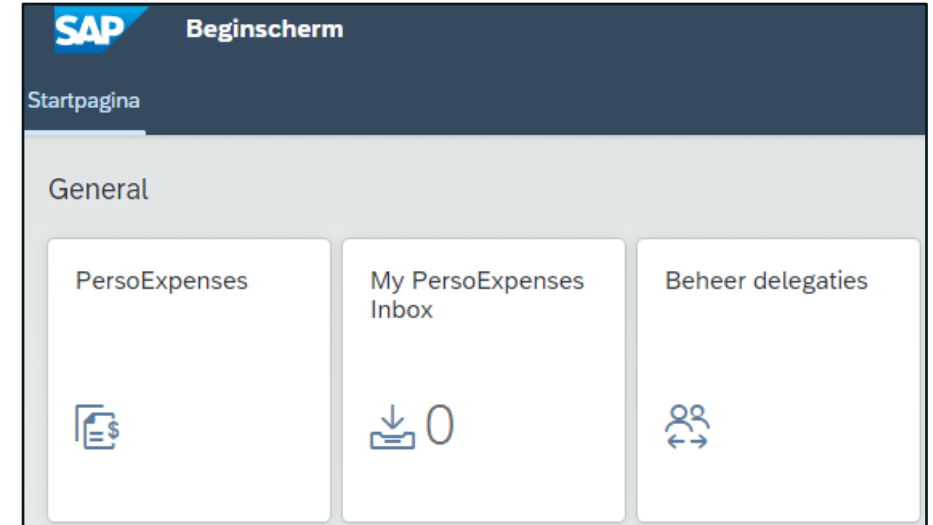 SAP Beginscherm
Startpagina
General
PersoExpenses
My PersoExpenses
Inbox
Beheer delegaties
$
0